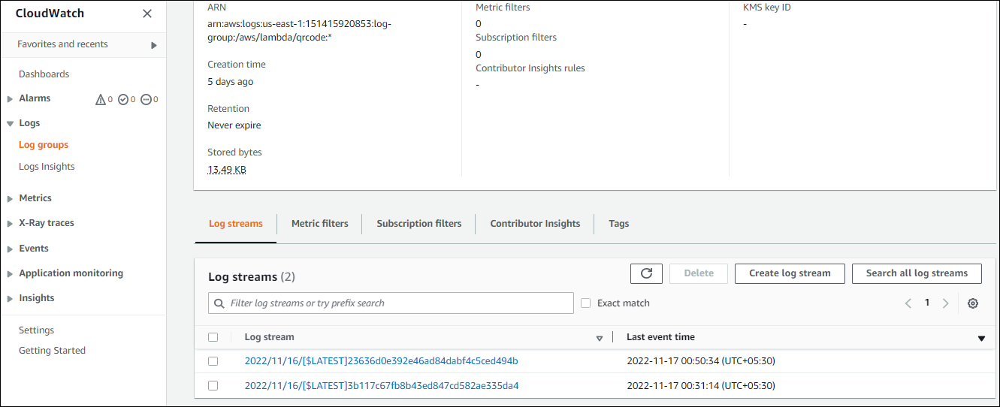 CloudWatch
Favorites and recents
Dashboards
Alarms 0 0 0
Logs
Log groups
Logs Insights
Metrics
X-Ray traces
Events
Application monitoring
Insights
Settings
Getting Started
ARN
arn:aws:logs:us-east-1:151415920853:log-
group:/aws/lambda/qrcode:*
Creation time
5 days ago
Retention
Never expire
Stored bytes
13.49 KB
Metric filters
0
Subscription filters
0
Contributor Insights rules
-
KMS key ID
-
Log streams Metric filters Subscription filters Contributor Insights Tags
Log streams (2) Delete Create log stream Search all log streams
Filter log streams or try prefix search Exact match 1
Log stream Last event time
2022/11/16/[$LATEST]23636d0e392e46ad84dabf4c5ced494b 2022-11-17 00:50:34 (UTC+05:30)
2022/11/16/[$LATEST]3b117c67fb8b43ed847cd582ae335da4 2022-11-17 00:31:14 (UTC+05:30)